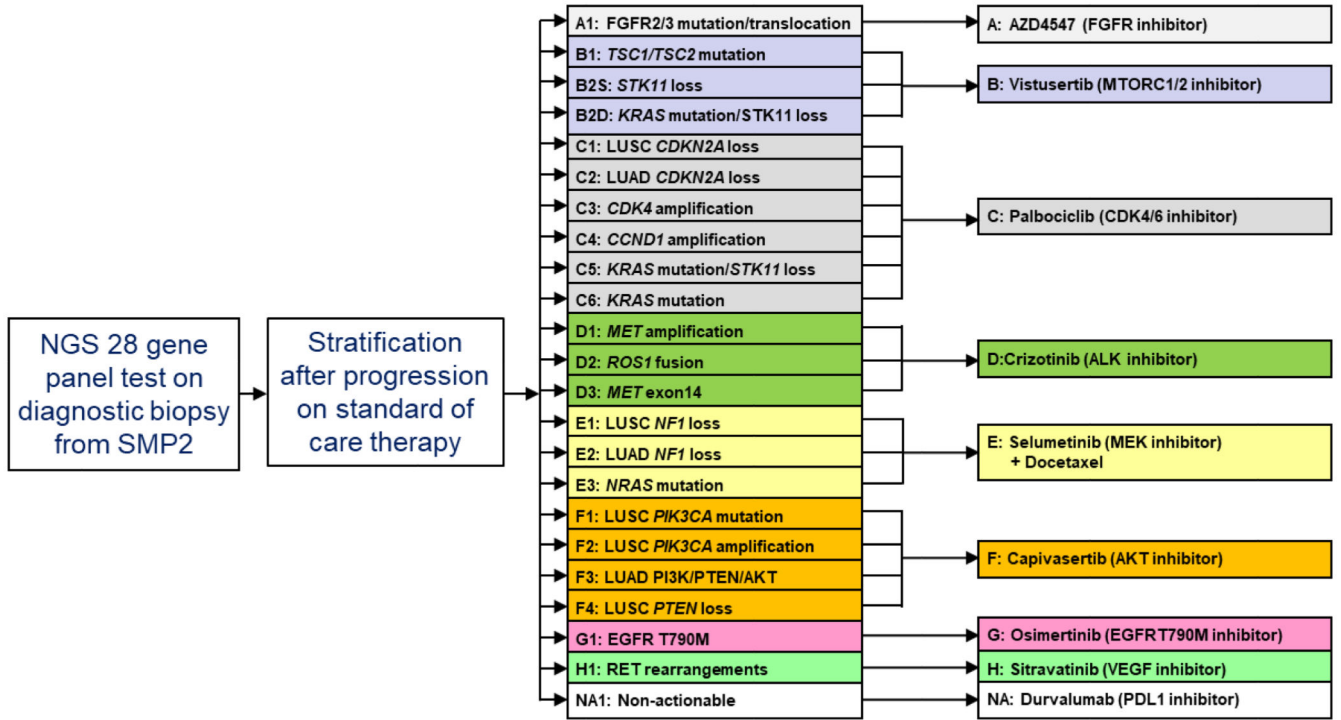 NGS 28 gene
panel test on
diagnostic biopsy
from SMP2
Stratification
after progression
on standard of
care therapy
A1: FGFR2/3 mutation/translocation
B1: TSC1/TSC2 mutation
B2S: STK11 loss
B2D: KRAS mutation/STK11 loss
C1: LUSC CDKN2A loss
C2: LUAD CDKN2A loss
C3: CDK4 amplification
C4: CCND1 amplification
C5: KRAS mutation/STK11 loss
C6: KRAS mutation
D1: MET amplification
D2: ROS1 fusion
D3: MET exon14
E1: LUSC NF1 loss
E2: LUAD NF1 loss
E3: NRAS mutation
F1: LUSC PIK3CA mutation
F2: LUSC PIK3CA amplification
F3: LUAD PI3K/PTEN/AKT
F4: LUSC PTEN loss
G1: EGFR T790M
H1: RET rearrangements
NA1: Non-actionable
A: AZD4547 (FGFR inhibitor)
B: Vistusertib (MTORC1/2 inhibitor)
C: Palbociclib (CDK4/6 inhibitor)
D:Crizotinib (ALK inhibitor)
E: Selumetinib (MEK inhibitor)
+ Docetaxel
F: Capivasertib (AKT inhibitor)
G: Osimertinib (EGFRT790M inhibitor)
H: Sitravatinib (VEGF inhibitor)
NA: Durvalumab (PDL1 inhibitor)